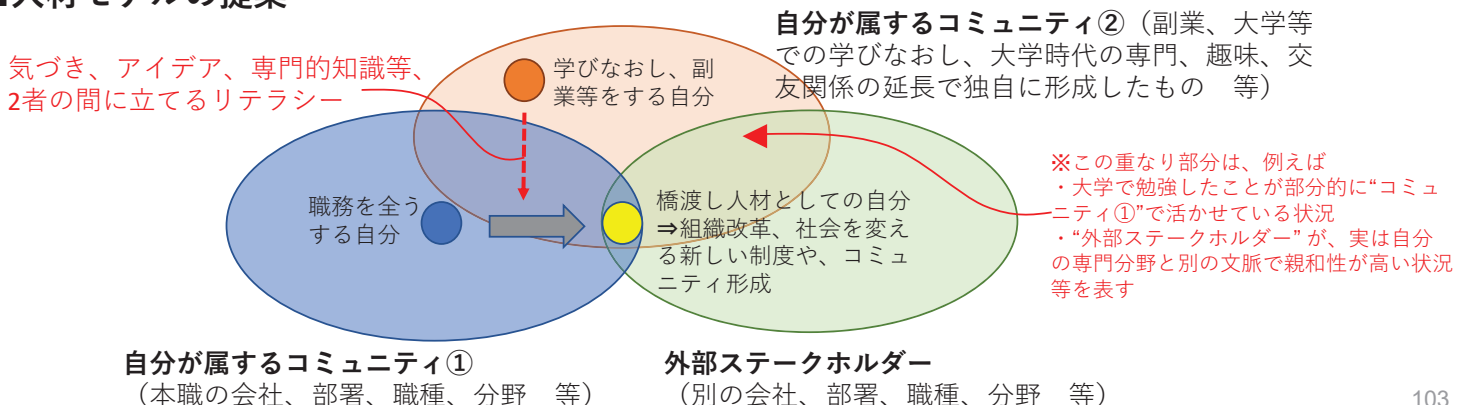 自分が属するコミュニティ②（副業、大学等
での学びなおし、大学時代の専門、趣味、交
友関係の延長で独自に形成したもの　等）
気づき、アイデア、専門的知識等、
2者の間に立てるリテラシー
学びなおし、副
業等をする自分
※この重なり部分は、例えば
・大学で勉強したことが部分的に“コミュ
ニティ①”で活かせている状況
・“外部ステークホルダー” が、実は自分
の専門分野と別の文脈で親和性が高い状況
等を表す
職務を全う
する自分
橋渡し人材としての自分
⇒組織改革、社会を変え
る新しい制度や、コミュ
ニティ形成
自分が属するコミュニティ①
（本職の会社、部署、職種、分野　等）
外部ステークホルダー
（別の会社、部署、職種、分野　等）
103